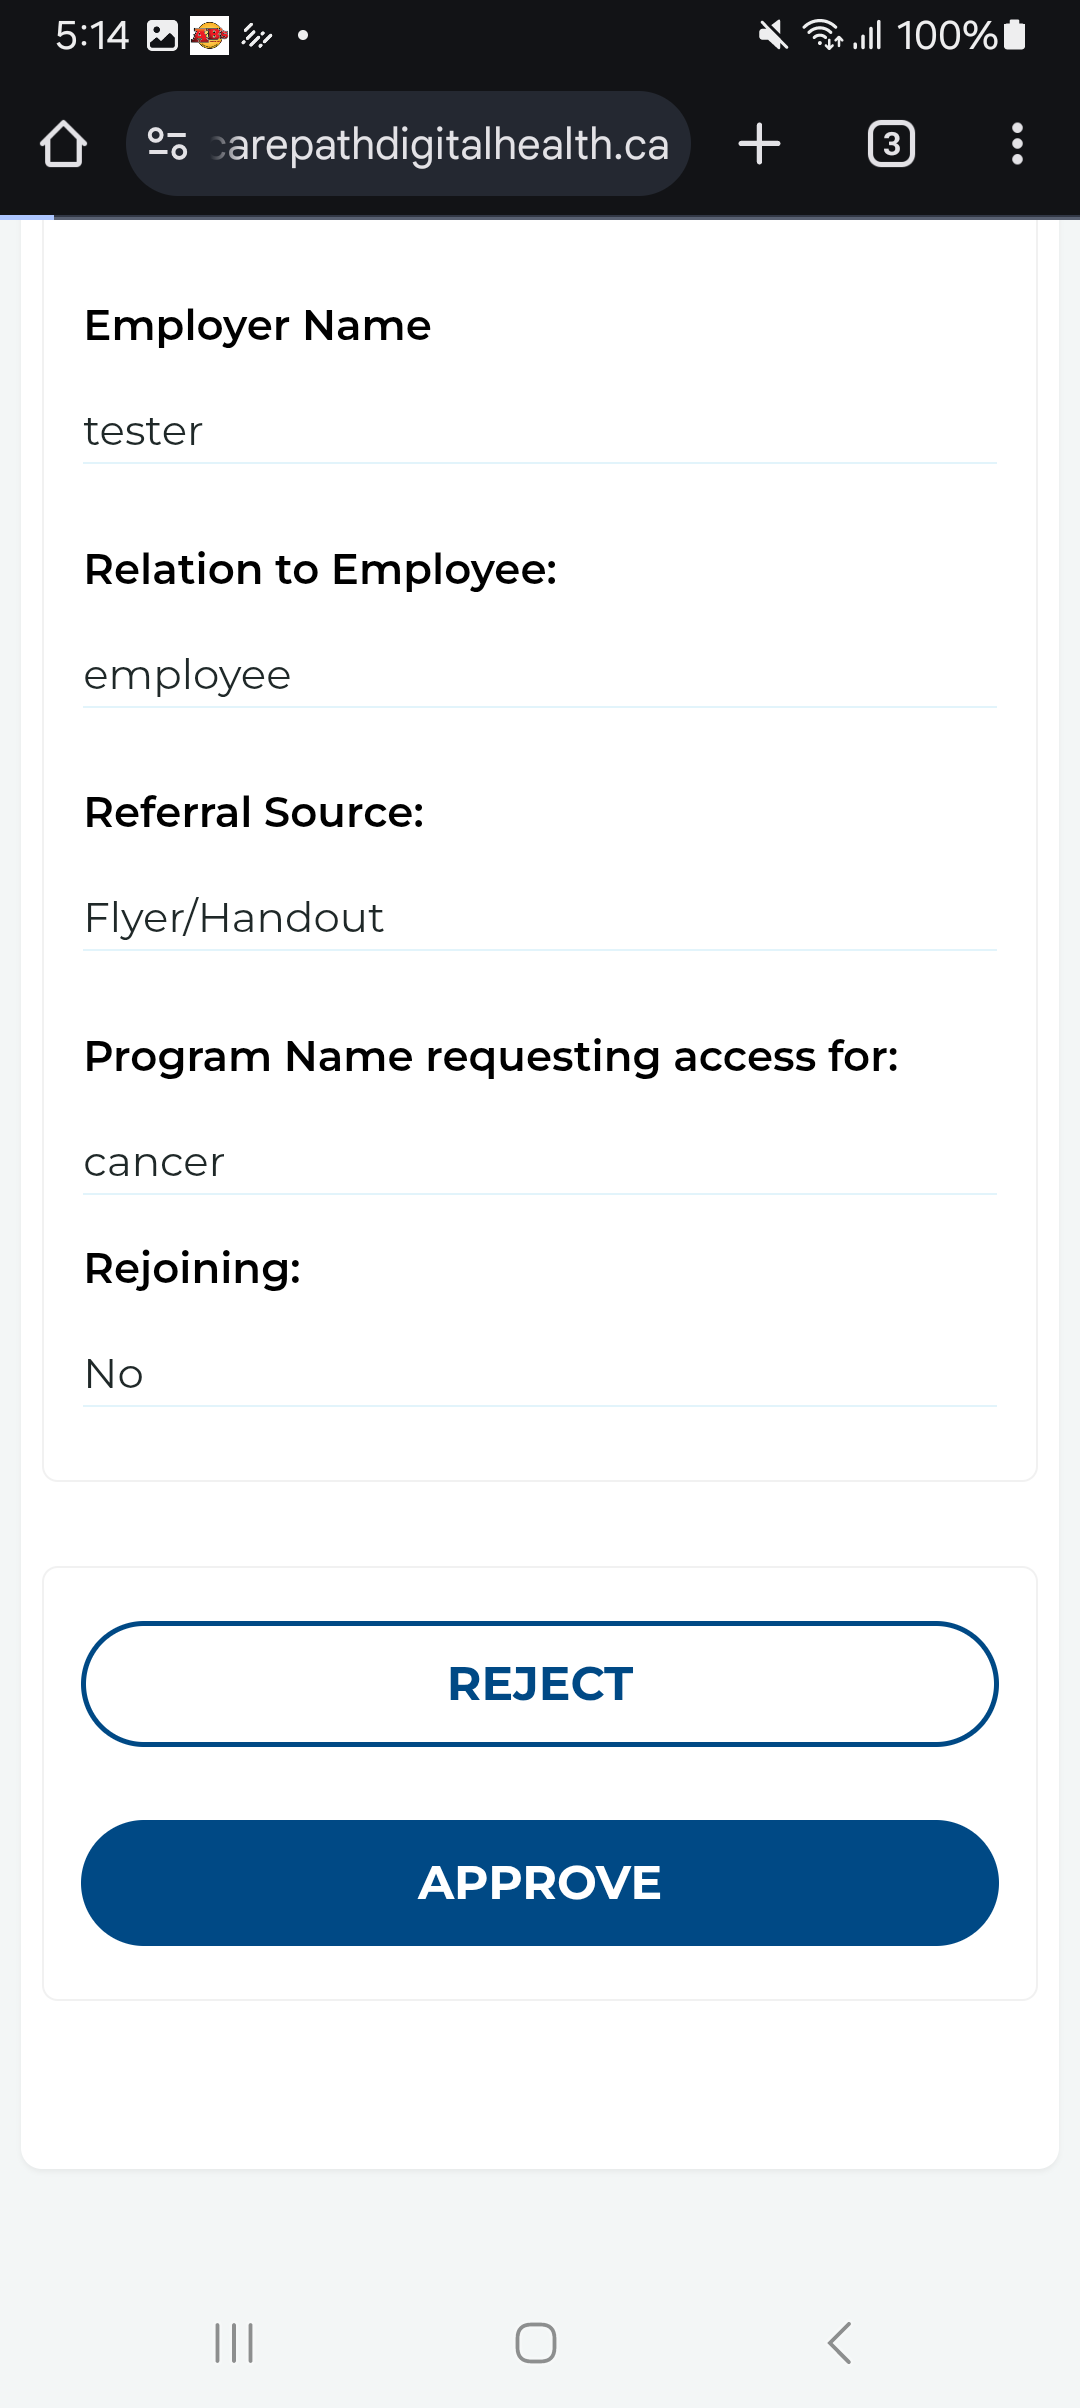 5:14
100%
carepathdigitalhealth.ca
3
Employer Name
tester
Relation to Employee:
employee
Referral Source:
Flyer/Handout
Program Name requesting access for:
cancer
Rejoining:
No
REJECT
APPROVE